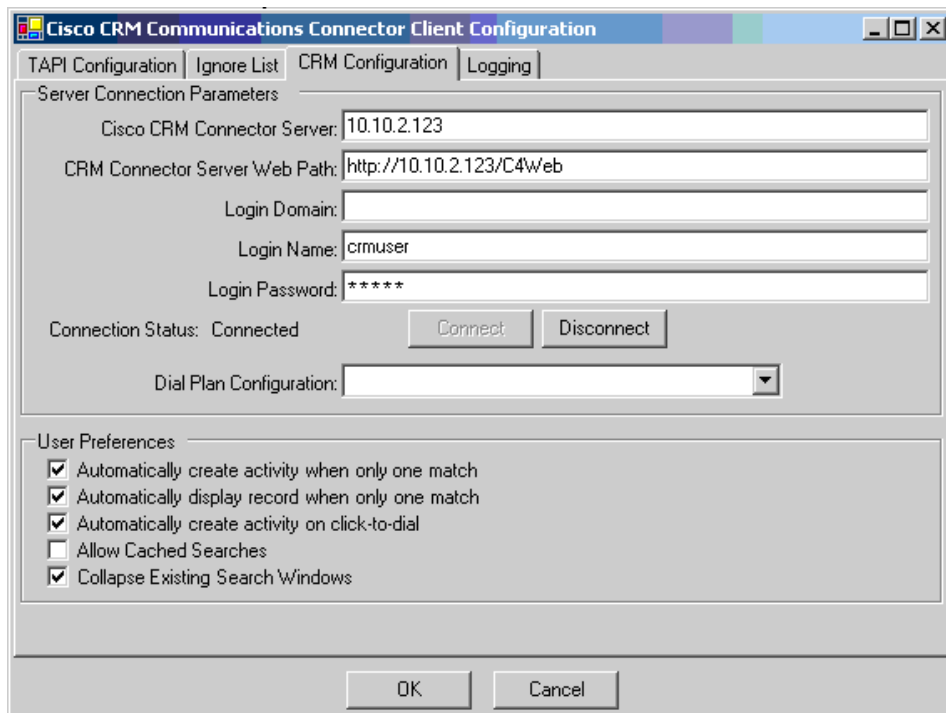 Cisco CRM Communications Connector Client Configuration
TAPI Configuration Ignore List CRM Configuration Logging
Server Connection Parameters
Cisco CRM Connector Server: 10.10.2.123
CRM Connector Server Web Path: http://10.10.2.123/C4Web
Login Domain:
Login Name: crmuser
Login Password: *****
Connection Status: Connected Connect Disconnect
Dial Plan Configuration:
User Preferences
Automatically create activity when only one match
Automatically display record when only one match
Automatically create activity on click-to-dial
Allow Cached Searches
Collapse Existing Search Windows
OK Cancel